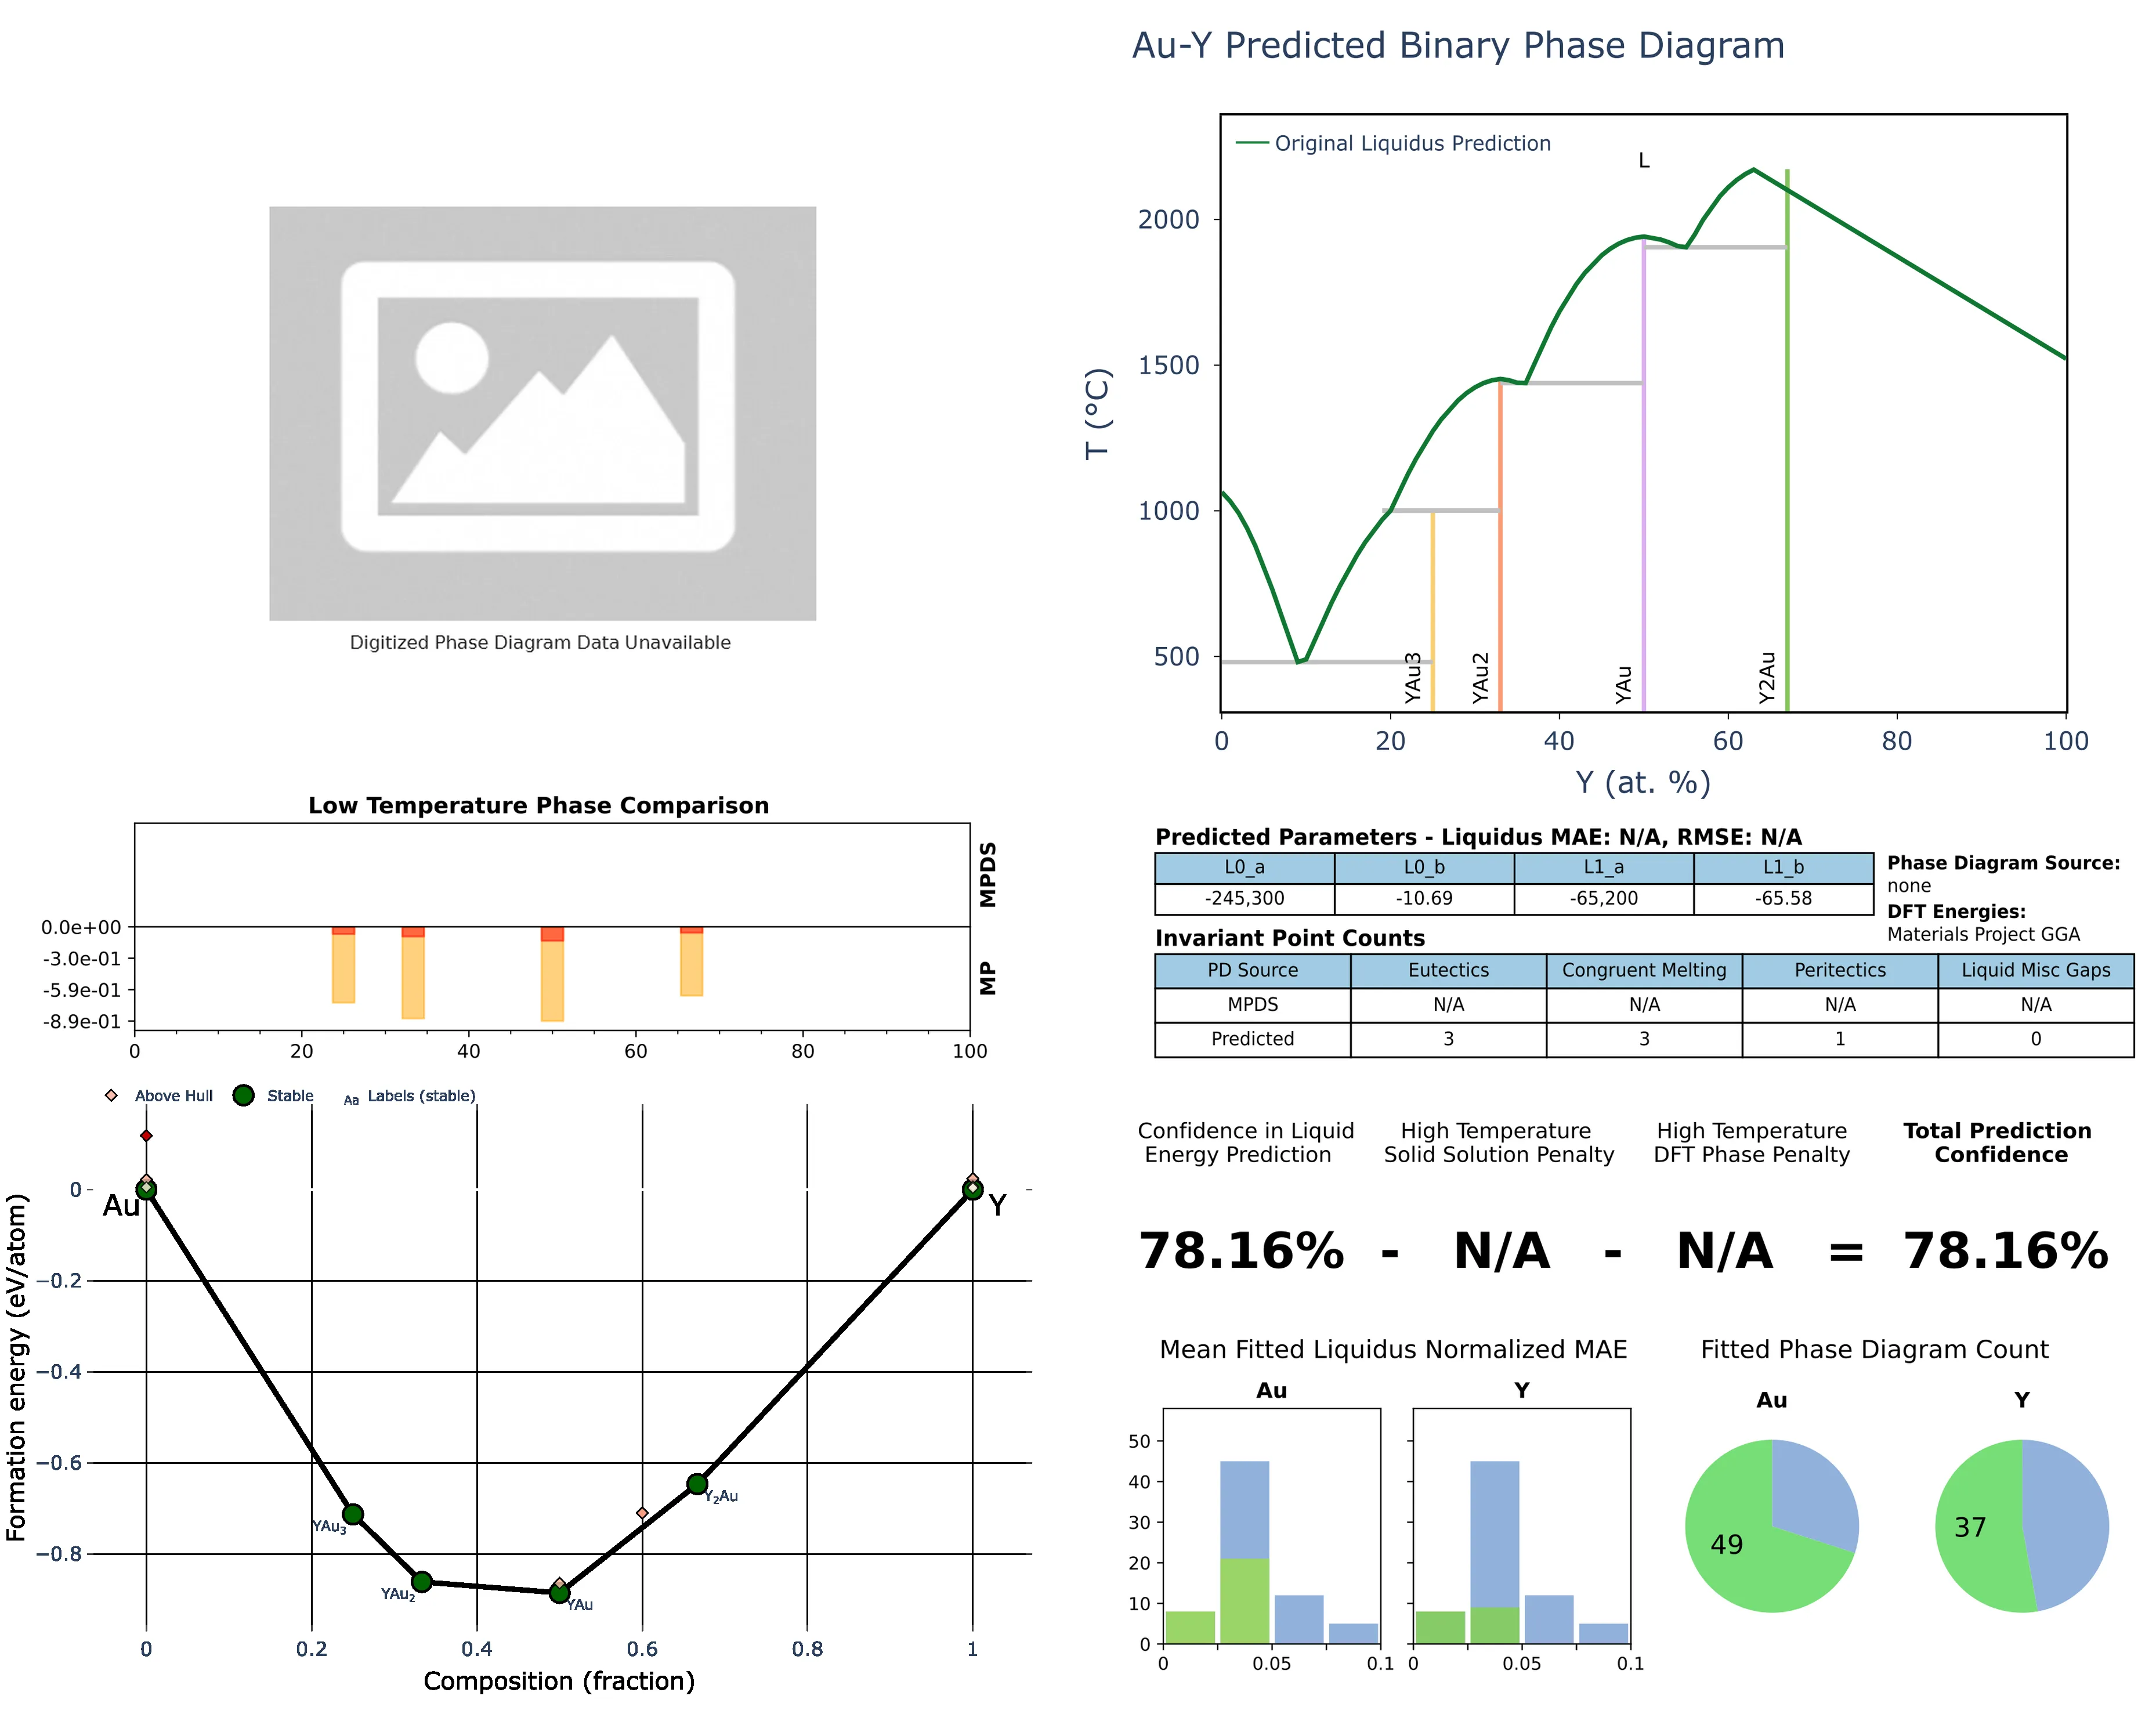 Au-Y Predicted Binary Phase Diagram
Original Liquidus Prediction
L
2000
1500
1000
500
T (°C)
YAu3
YAu2
YAu
Y2Au
0 20 40 60 80 100
Y (at. %)
Digitized Phase Diagram Data Unavailable
Low Temperature Phase Comparison
MPDS
MP
0.0e+00
-3.0e-01
-5.9e-01
-8.9e-01
0 20 40 60 80 100
Predicted Parameters - Liquidus MAE: N/A, RMSE: N/A
L0_a L0_b L1_a L1_b
-245,300 -10.69 -65,200 -65.58
Phase Diagram Source:
none
DFT Energies:
Materials Project GGA
Invariant Point Counts
PD Source Eutectics Congruent Melting Peritectics Liquid Misc Gaps
MPDS N/A N/A N/A N/A
Predicted 3 3 1 0
Above Hull Stable Aa Labels (stable)
Au
Y
0
−0.2
−0.4
−0.6
−0.8
Formation energy (eV/atom)
YAu3
YAu2
YAu
Y2Au
0 0.2 0.4 0.6 0.8 1
Composition (fraction)
Confidence in Liquid
Energy Prediction
High Temperature
Solid Solution Penalty
High Temperature
DFT Phase Penalty
Total Prediction
Confidence
78.16% - N/A - N/A = 78.16%
Mean Fitted Liquidus Normalized MAE
Au
Y
50
40
30
20
10
0
0 0.05 0.1
0 0.05 0.1
Fitted Phase Diagram Count
Au
Y
49
37